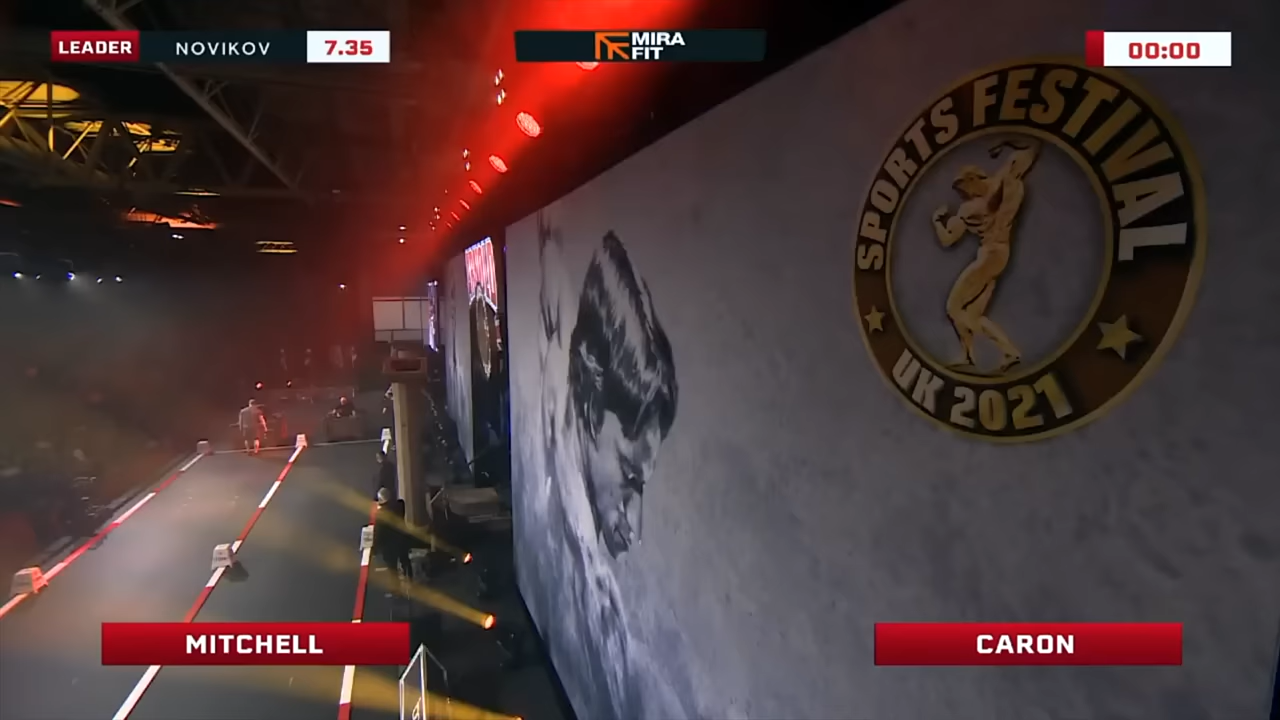 LEADER NOVIKOV 7.35
MIRA
FIT
00:00
SPORTS FESTIVAL
UK 2021
MITCHELL
CARON